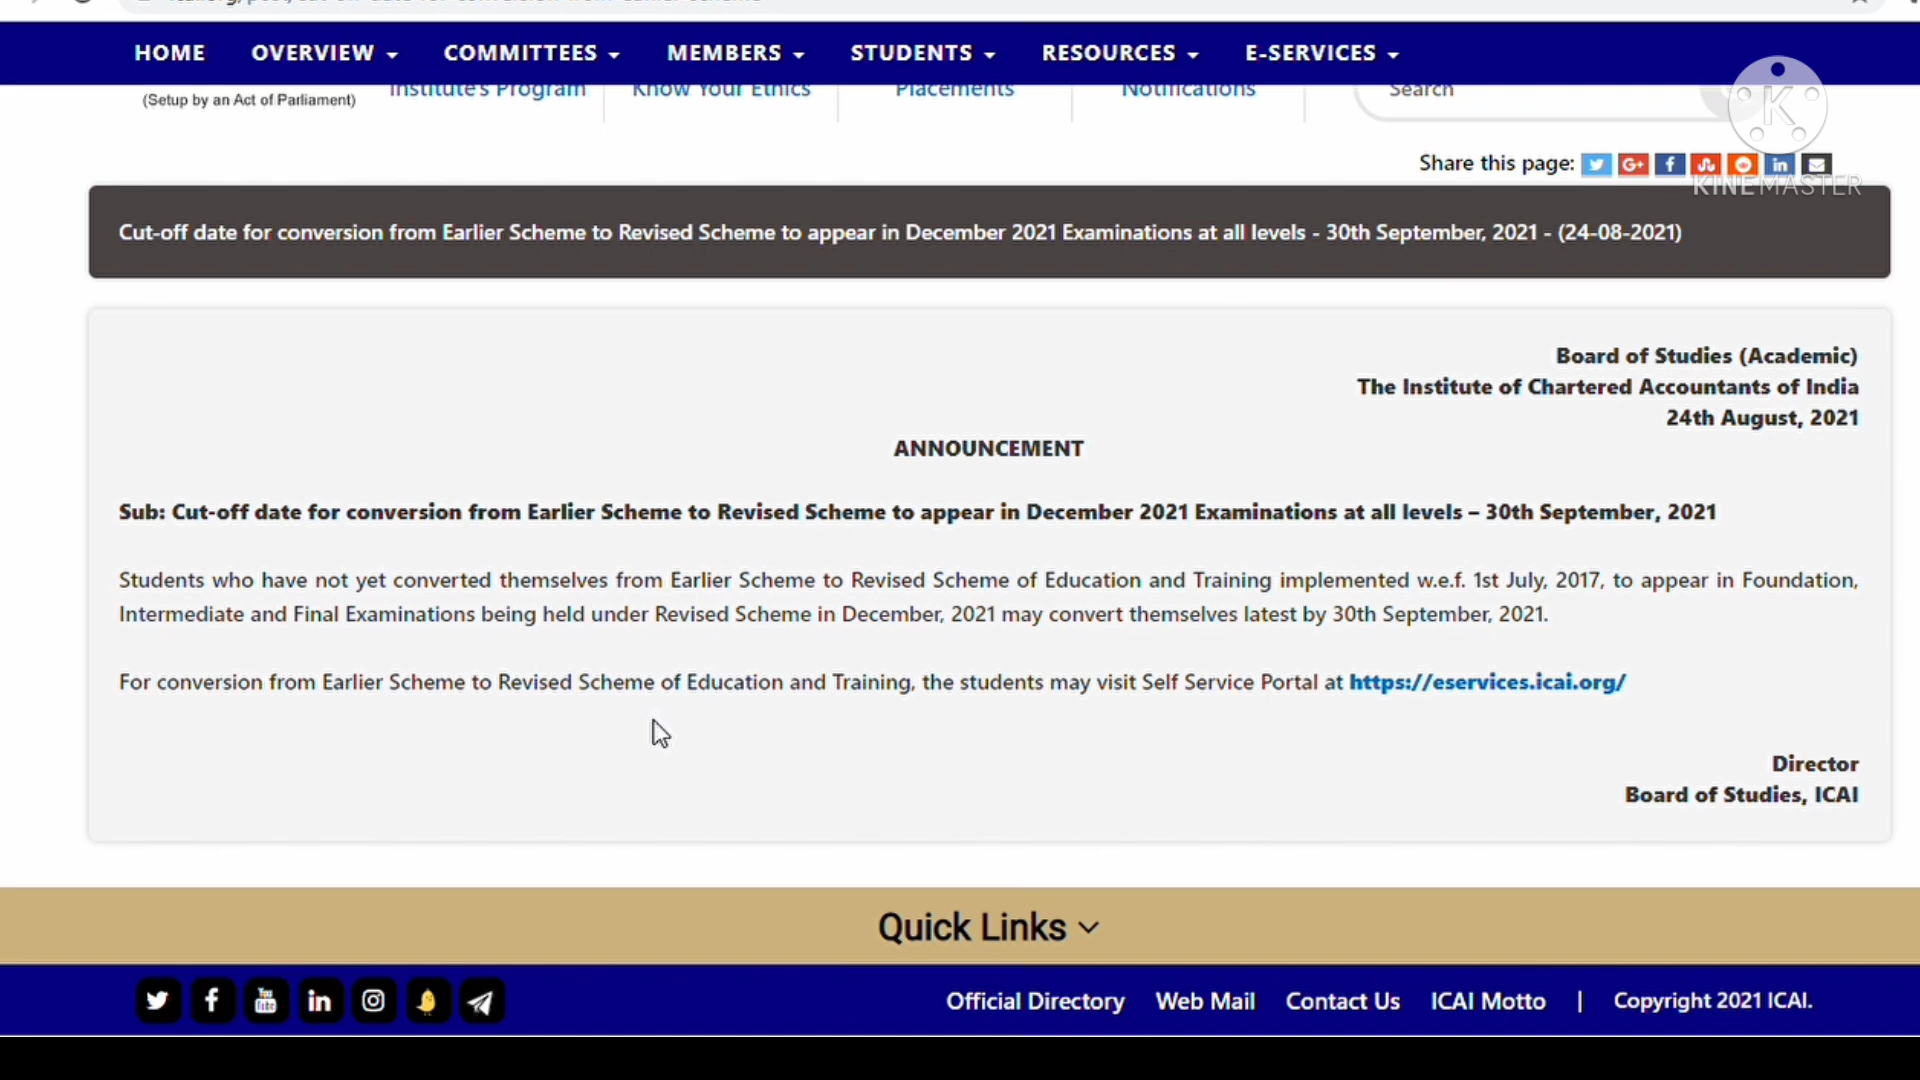 HOME OVERVIEW COMMITTEES MEMBERS STUDENTS RESOURCES E-SERVICES
(Setup by an Act of Parliament) Institute's Program Know Your Ethics Placements Notifications Search
K
Share this page:
KINEMASTER
Cut-off date for conversion from Earlier Scheme to Revised Scheme to appear in December 2021 Examinations at all levels - 30th September, 2021 - (24-08-2021)
Board of Studies (Academic)
The Institute of Chartered Accountants of India
24th August, 2021
ANNOUNCEMENT
Sub: Cut-off date for conversion from Earlier Scheme to Revised Scheme to appear in December 2021 Examinations at all levels – 30th September, 2021
Students who have not yet converted themselves from Earlier Scheme to Revised Scheme of Education and Training implemented w.e.f. 1st July, 2017, to appear in Foundation,
Intermediate and Final Examinations being held under Revised Scheme in December, 2021 may convert themselves latest by 30th September, 2021.
For conversion from Earlier Scheme to Revised Scheme of Education and Training, the students may visit Self Service Portal at https://eservices.icai.org/
Director
Board of Studies, ICAI
Quick Links
Official Directory Web Mail Contact Us ICAI Motto | Copyright 2021 ICAI.